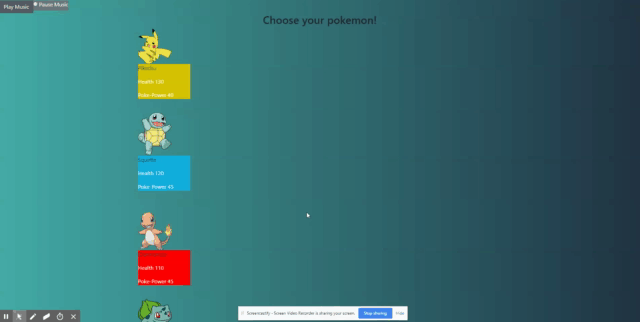 Play Music
Pause Music
Choose your pokemon!
Pikachu
Health 120
Poke-Power 40
Squirtle
Health 130
Poke-Power 45
Health 110
Poke-Power 45
Screencastify - Screen Video Recorder is sharing your screen.
Stop sharing
Hide